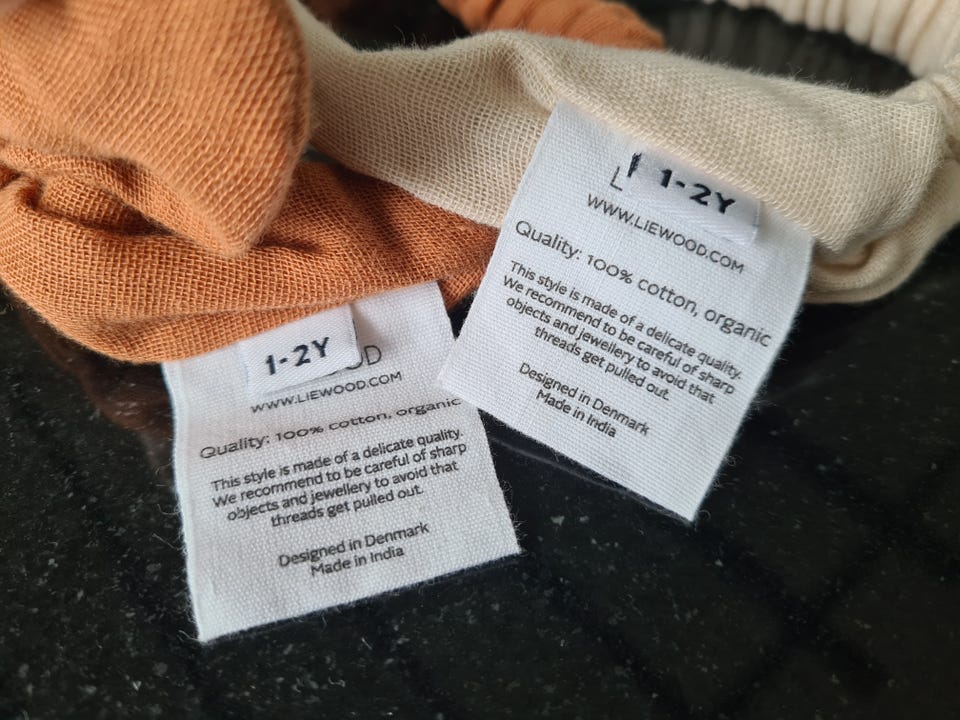 1-2Y
WWW.LIEWOOD.COM
Quality: 100% cotton, organic
This style is made of a delicate quality.
We recommend to be careful of sharp
objects and jewellery to avoid that
threads get pulled out.
Designed in Denmark
Made in India
1-2Y
WWW.LIEWOOD.COM
Quality: 100% cotton, organic
This style is made of a delicate quality.
We recommend to be careful of sharp
objects and jewellery to avoid that
threads get pulled out.
Designed in Denmark
Made in India